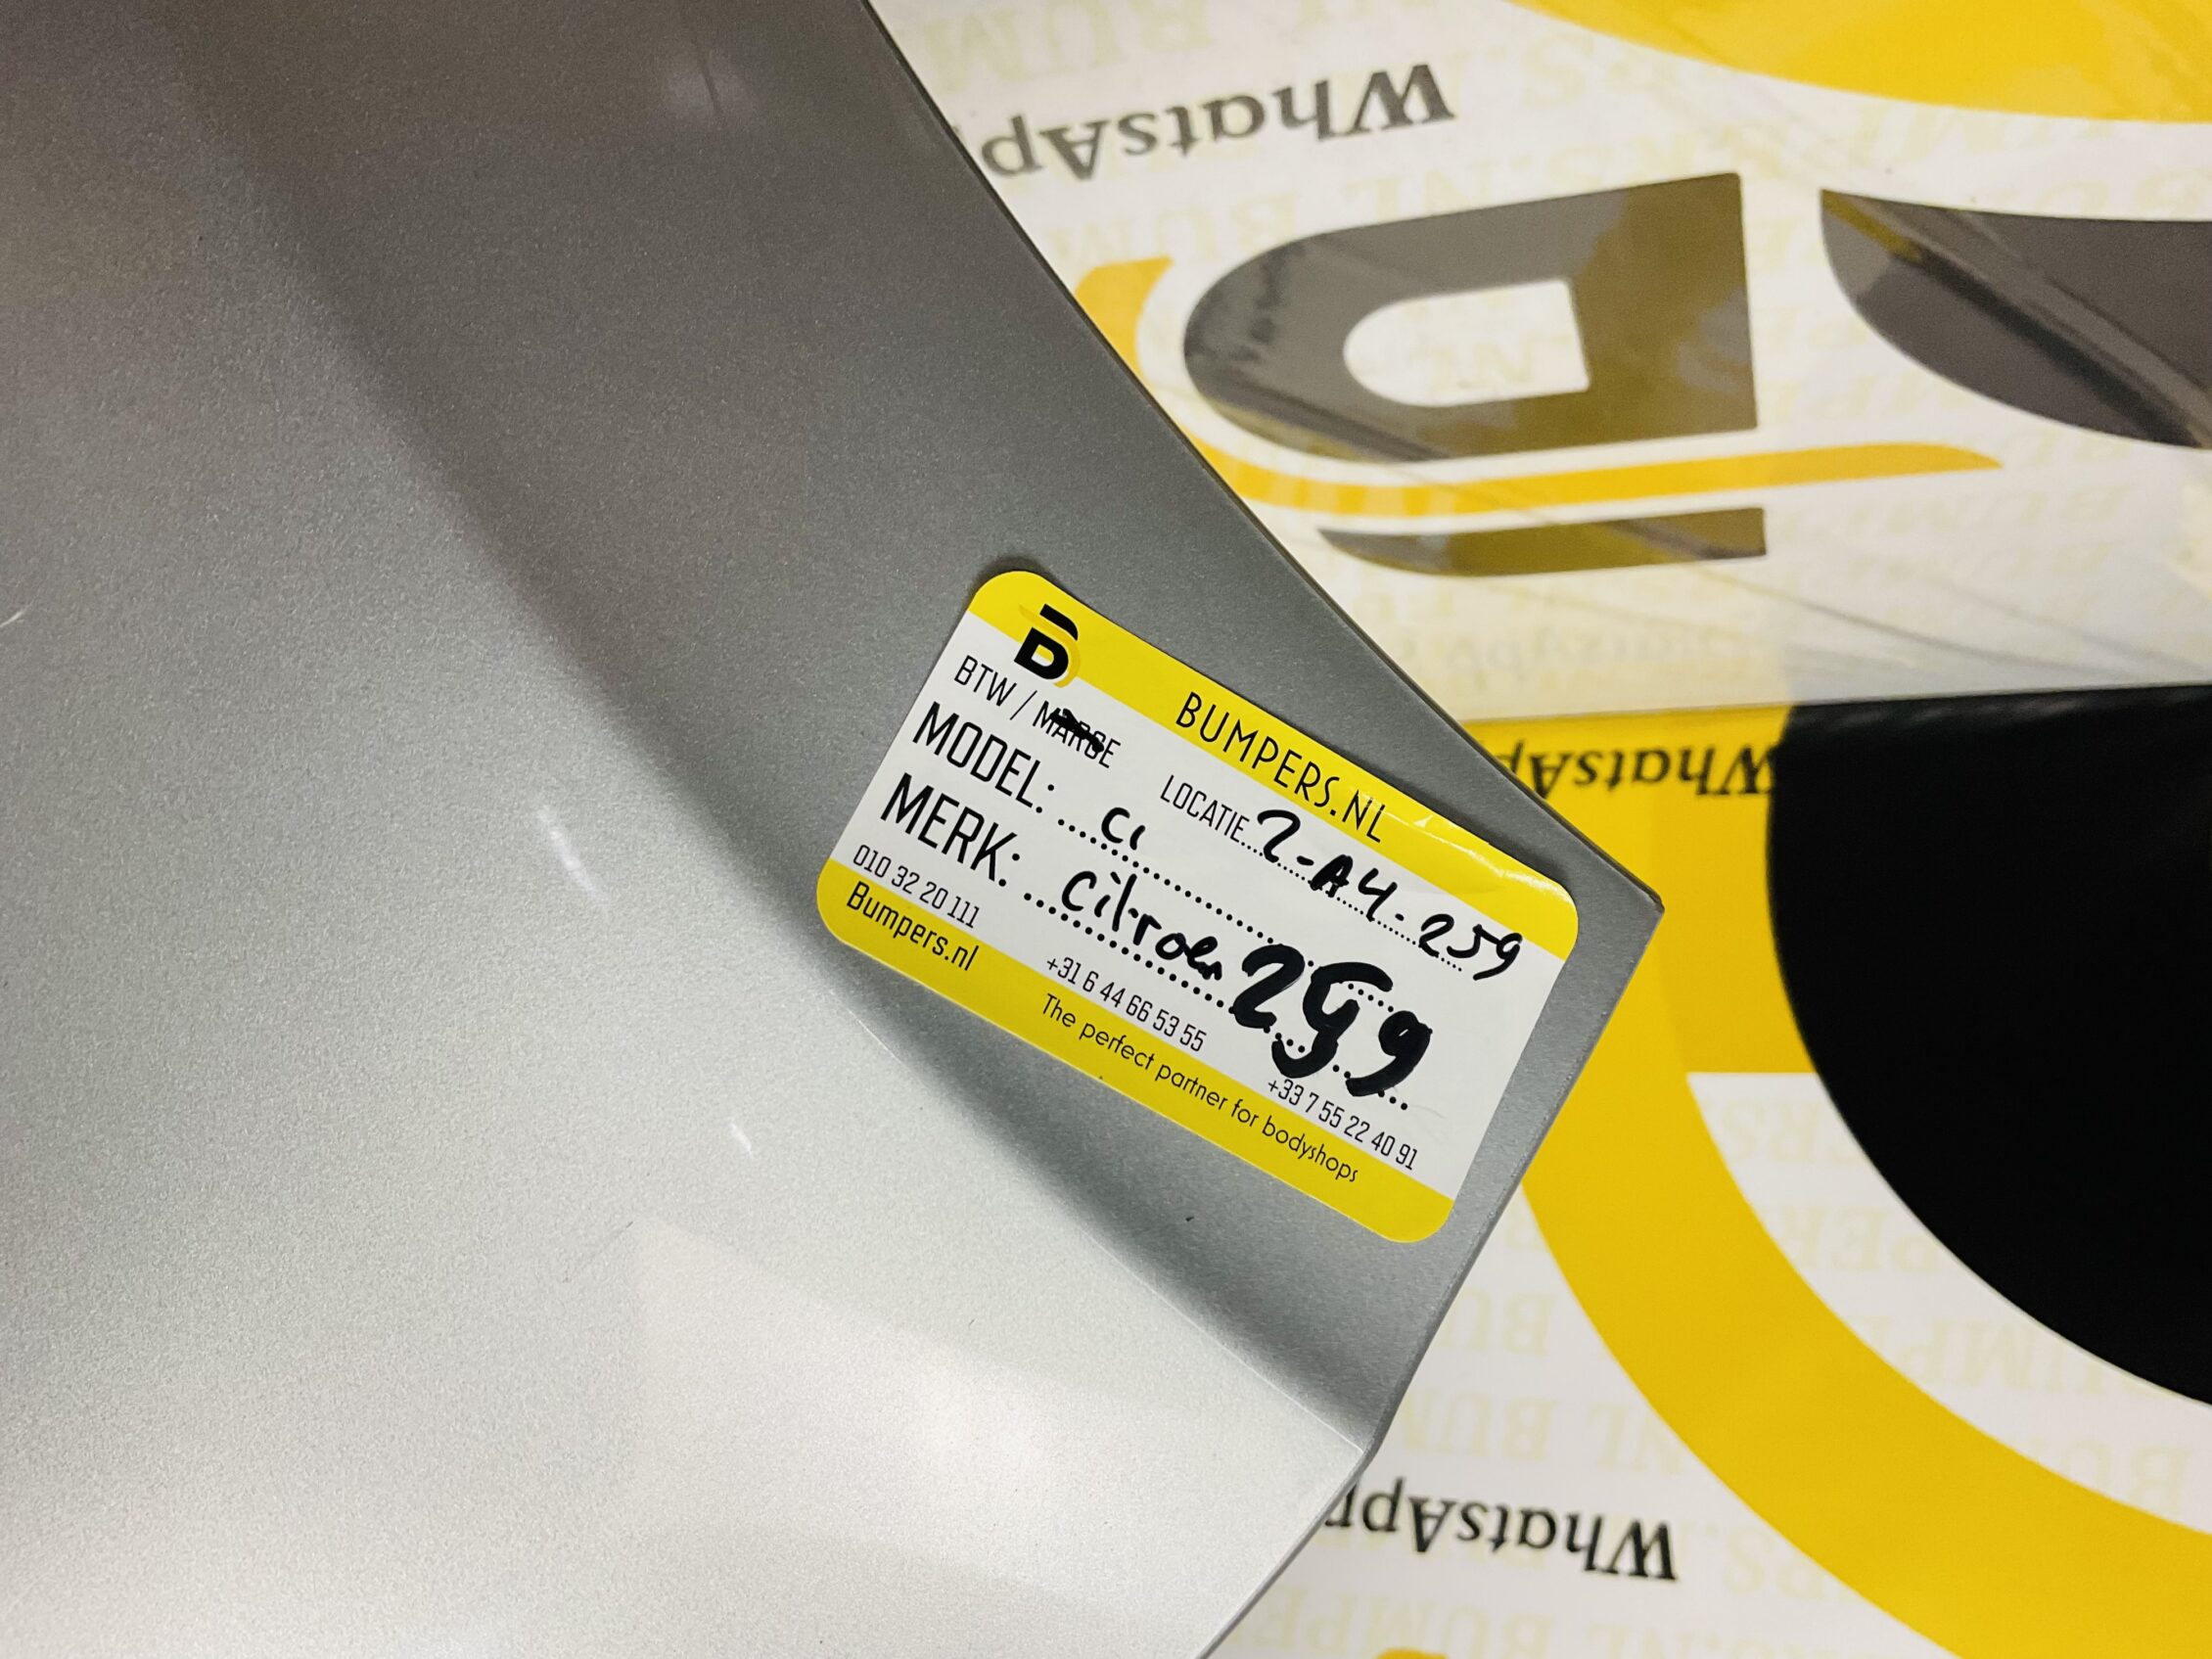 B
BUMPERS.NL
BTW / MARGE
LOCATIE 2-A4-259
MODEL: C1
MERK: Citroen
259
010 32 20 111
+31 6 44 66 53 55
+33 7 55 22 40 91
Bumpers.nl
The perfect partner for bodyshops
WhatsApp
WhatsA
WhatsApp